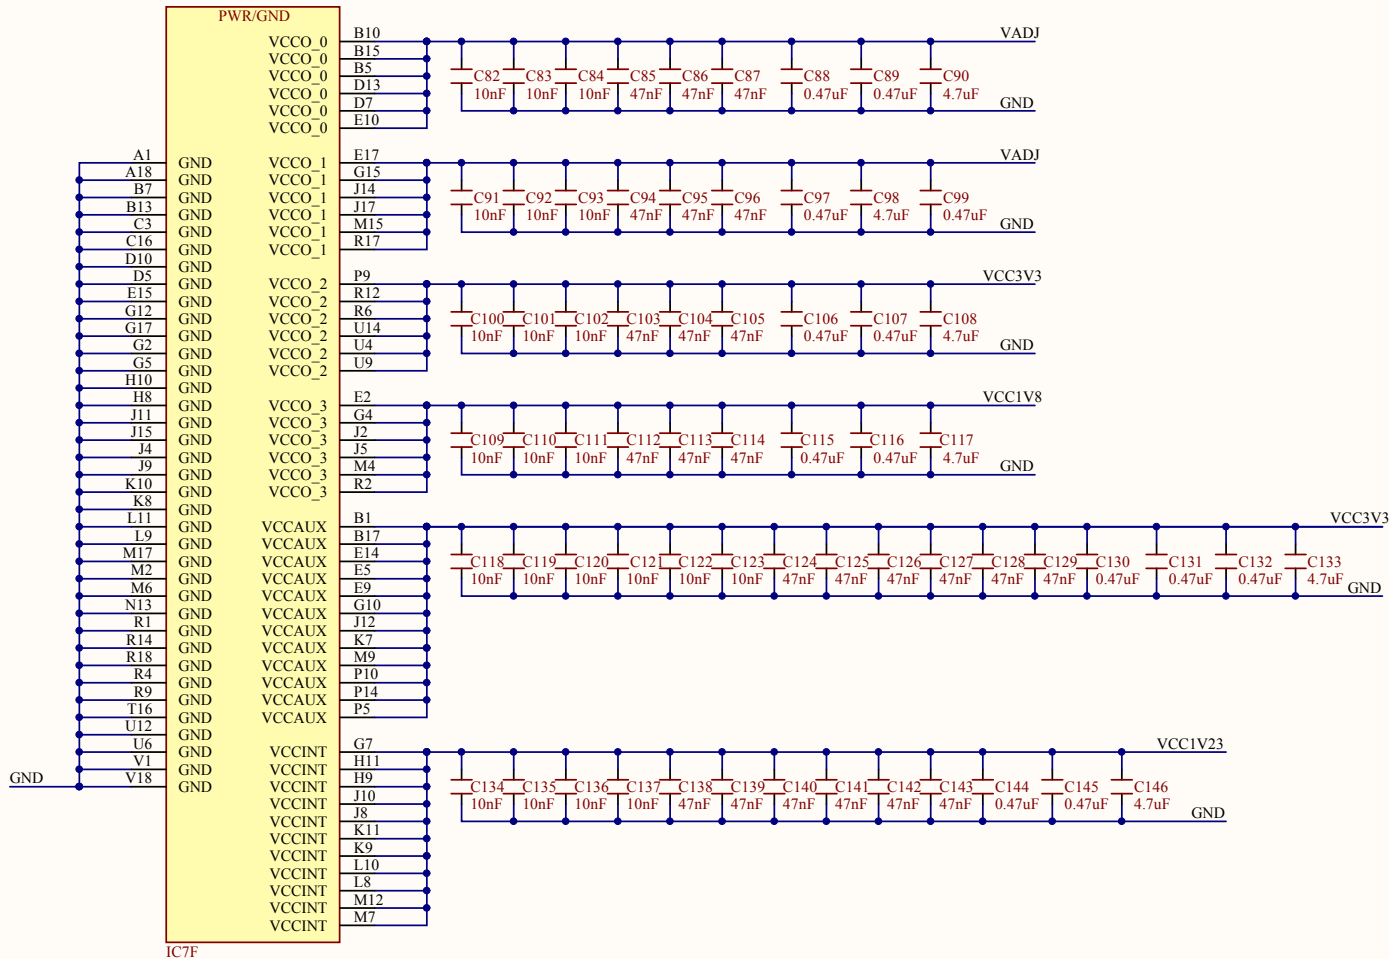 PWR/GND
VCCO_0 B10 VADJ
VCCO_0 B15
VCCO_0 B5
C82 C83 C84 C85 C86 C87 C88 C89 C90
VCCO_0 D13
10nF 10nF 10nF 47nF 47nF 47nF 0.47uF 0.47uF 4.7uF
VCCO_0 D7 GND
VCCO_0 E10
A1 GND VCCO_1 E17 VADJ
A18 GND VCCO_1 G15
B7 GND VCCO_1 J14
C91 C92 C93 C94 C95 C96 C97 C98 C99
B13 GND VCCO_1 J17
10nF 10nF 10nF 47nF 47nF 47nF 0.47uF 4.7uF 0.47uF
C3 GND VCCO_1 M15 GND
C16 GND VCCO_1 R17
D10 GND
D5 GND VCCO_2 P9 VCC3V3
E15 GND VCCO_2 R12
G12 GND VCCO_2 R6
C100 C101 C102 C103 C104 C105 C106 C107 C108
G17 GND VCCO_2 U14
10nF 10nF 10nF 47nF 47nF 47nF 0.47uF 0.47uF 4.7uF
G2 GND VCCO_2 U4 GND
G5 GND VCCO_2 U9
H10 GND
H8 GND VCCO_3 E2 VCC1V8
J11 GND VCCO_3 G4
J15 GND VCCO_3 J2
C109 C110 C111 C112 C113 C114 C115 C116 C117
J4 GND VCCO_3 J5
10nF 10nF 10nF 47nF 47nF 47nF 0.47uF 0.47uF 4.7uF
J9 GND VCCO_3 M4 GND
K10 GND VCCO_3 R2
K8 GND
L11 GND VCCAUX B1 VCC3V3
L9 GND VCCAUX B17
M17 GND VCCAUX E14
C118 C119 C120 C121 C122 C123 C124 C125 C126 C127 C128 C129 C130 C131 C132 C133
M2 GND VCCAUX E5
10nF 10nF 10nF 10nF 10nF 10nF 47nF 47nF 47nF 47nF 47nF 47nF 0.47uF 0.47uF 0.47uF 4.7uF
M6 GND VCCAUX E9 GND
N13 GND VCCAUX G10
R1 GND VCCAUX J12
R14 GND VCCAUX K7
R18 GND VCCAUX M9
R4 GND VCCAUX P10
R9 GND VCCAUX P14
T16 GND VCCAUX P5
U12 GND
U6 GND VCCINT G7 VCC1V23
V1 GND VCCINT H11
GND V18 GND VCCINT H9
C134 C135 C136 C137 C138 C139 C140 C141 C142 C143 C144 C145 C146
VCCINT J10
10nF 10nF 10nF 10nF 47nF 47nF 47nF 47nF 47nF 47nF 0.47uF 0.47uF 4.7uF
VCCINT J8 GND
VCCINT K11
VCCINT K9
VCCINT L10
VCCINT L8
VCCINT M12
VCCINT M7
IC7F